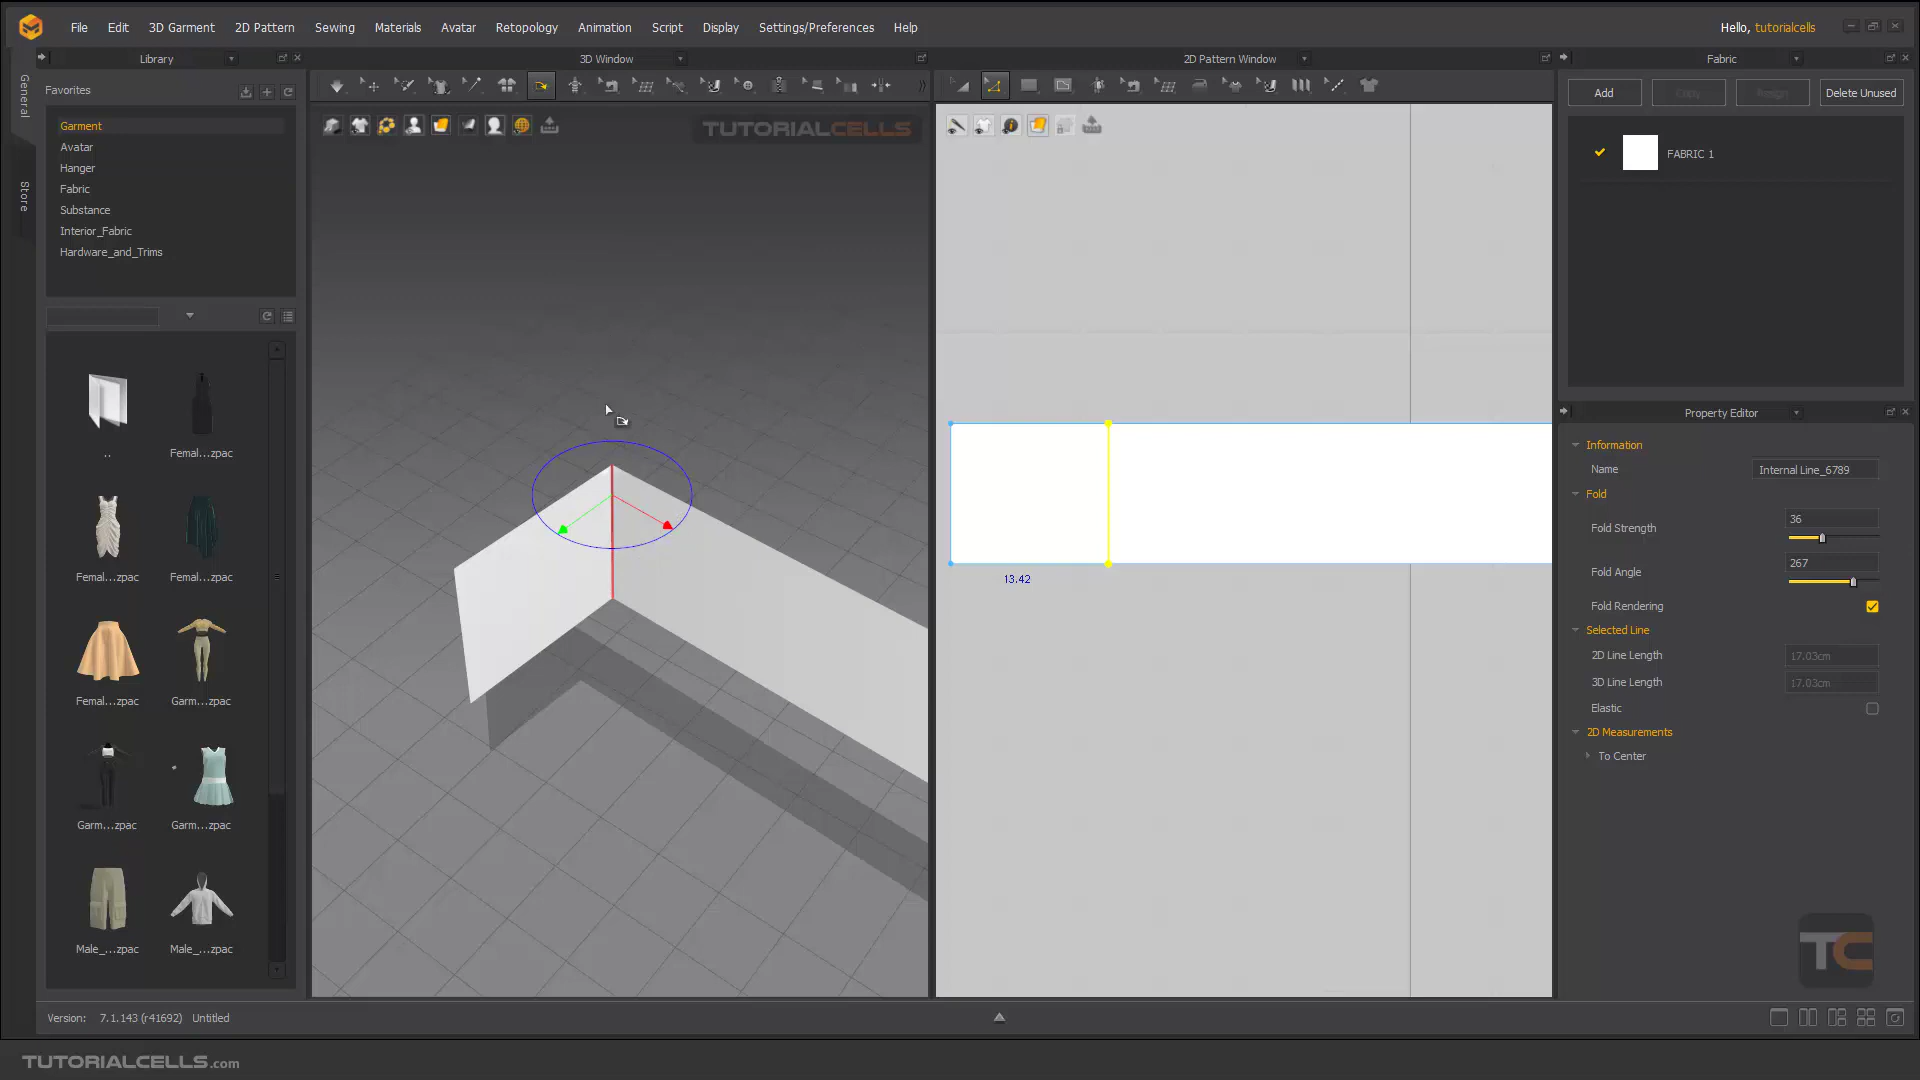 File Edit 3D Garment 2D Pattern Sewing Materials Avatar Retopology Animation Script Display Settings/Preferences Help
Hello, tutorialcells
Library
3D Window
2D Pattern Window
Fabric
General
Store
Favorites
Garment
Avatar
Hanger
Fabric
Substance
Interior_Fabric
Hardware_and_Trims
..
Femal...zpac
Femal...zpac
Femal...zpac
Femal...zpac
Garm...zpac
Garm...zpac
Garm...zpac
Male_...zpac
Male_...zpac
TUTORIALCELLS
13.42
Add Copy Assign Delete Unused
FABRIC 1
Property Editor
Information
Name Internal Line_6789
Fold
Fold Strength 36
Fold Angle 267
Fold Rendering
Selected Line
2D Line Length 17.03cm
3D Line Length 17.03cm
Elastic
2D Measurements
To Center
TC
Version: 7.1.143 (r41692) Untitled
TUTORIALCELLS.com